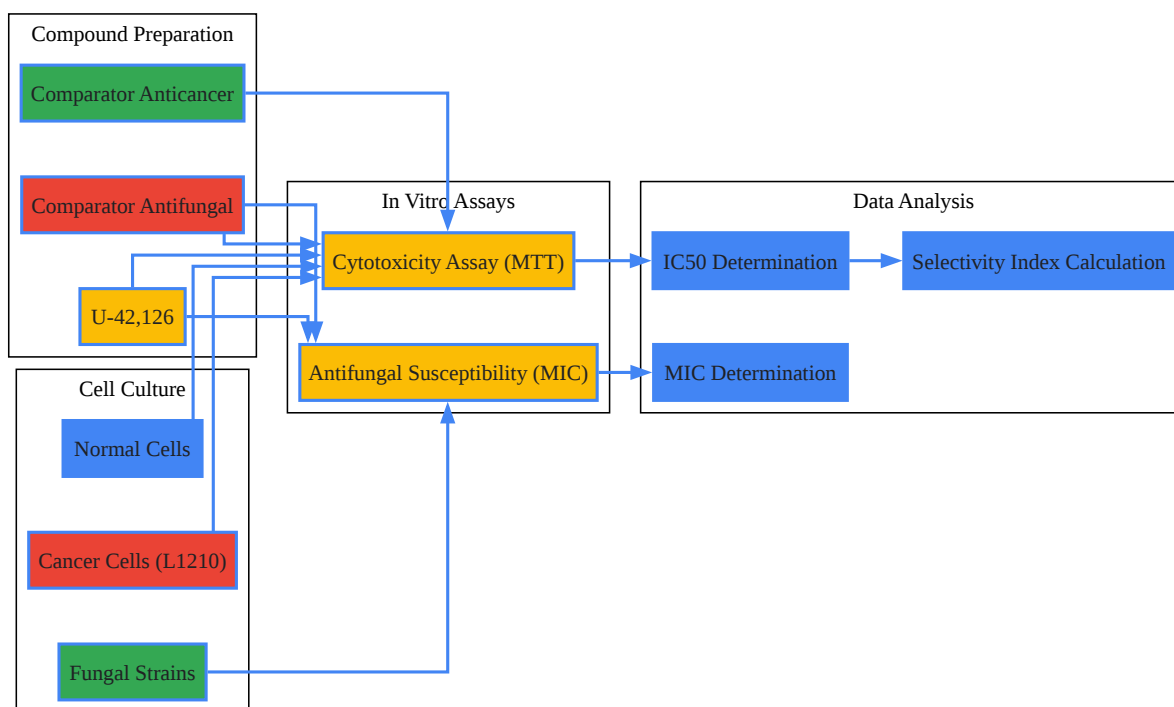 Compound Preparation
Comparator Anticancer
Comparator Antifungal
U-42,126
Cell Culture
Normal Cells
Cancer Cells (L1210)
Fungal Strains
In Vitro Assays
Cytotoxicity Assay (MTT)
Antifungal Susceptibility (MIC)
Data Analysis
IC50 Determination
Selectivity Index Calculation
MIC Determination